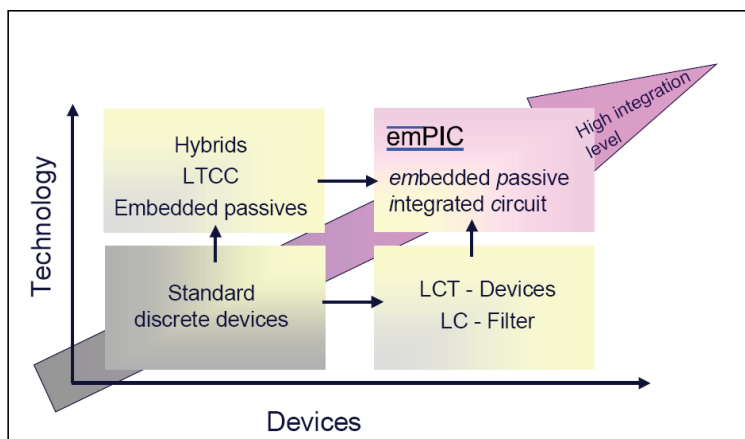 Technology
Hybrids
LTCC
Embedded passives
emPIC
embedded passive
integrated circuit
High integration
level
Standard
discrete devices
LCT - Devices
LC - Filter
Devices